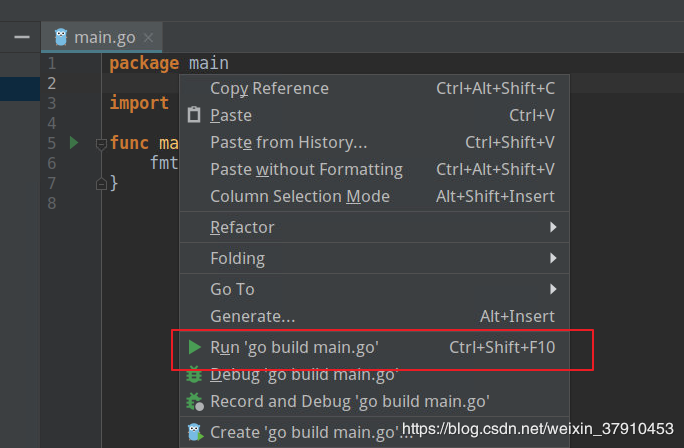 main.go
1 package main
2
3 import
4
5 func ma
6 fmt
7 }
8
Copy Reference Ctrl+Alt+Shift+C
Paste Ctrl+V
Paste from History... Ctrl+Shift+V
Paste without Formatting Ctrl+Alt+Shift+V
Column Selection Mode Alt+Shift+Insert
Refactor
Folding
Go To
Generate... Alt+Insert
Run 'go build main.go' Ctrl+Shift+F10
Debug 'go build main.go'
Record and Debug 'go build main.go'
Create 'go build main.go'...
https://blog.csdn.net/weixin_37910453